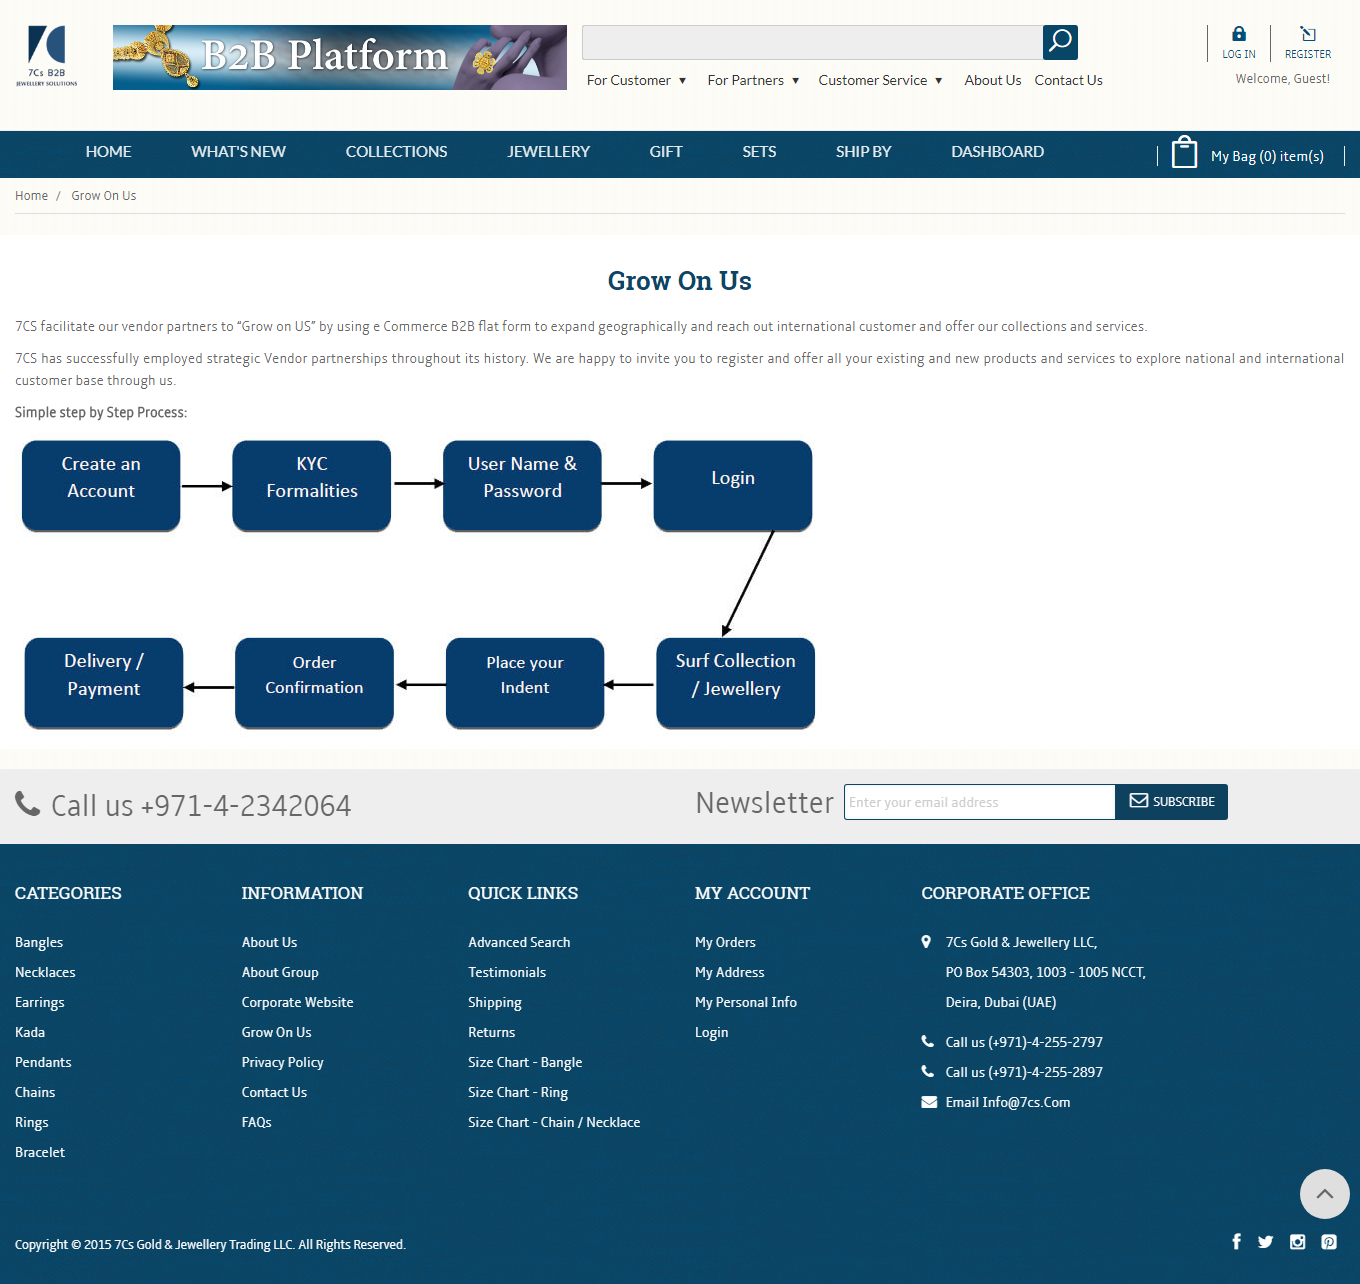 7Cs B2B
JEWELLERY SOLUTIONS
B2B Platform
LOG IN
REGISTER
Welcome, Guest!
For Customer ▼
For Partners ▼
Customer Service ▼
About Us
Contact Us
HOME
WHAT'S NEW
COLLECTIONS
JEWELLERY
GIFT
SETS
SHIP BY
DASHBOARD
My Bag (0) item(s)
Home / Grow On Us
Grow On Us
7CS facilitate our vendor partners to “Grow on US” by using e Commerce B2B flat form to expand geographically and reach out international customer and offer our collections and services.
7CS has successfully employed strategic Vendor partnerships throughout its history. We are happy to invite you to register and offer all your existing and new products and services to explore national and international
customer base through us.
Simple step by Step Process:
Create an
Account
KYC
Formalities
User Name &
Password
Login
Surf Collection
/ Jewellery
Place your
Indent
Order
Confirmation
Delivery /
Payment
Call us +971-4-2342064
Newsletter
Enter your email address
SUBSCRIBE
CATEGORIES
Bangles
Necklaces
Earrings
Kada
Pendants
Chains
Rings
Bracelet
INFORMATION
About Us
About Group
Corporate Website
Grow On Us
Privacy Policy
Contact Us
FAQs
QUICK LINKS
Advanced Search
Testimonials
Shipping
Returns
Size Chart - Bangle
Size Chart - Ring
Size Chart - Chain / Necklace
MY ACCOUNT
My Orders
My Address
My Personal Info
Login
CORPORATE OFFICE
7Cs Gold & Jewellery LLC,
PO Box 54303, 1003 - 1005 NCCT,
Deira, Dubai (UAE)
Call us (+971)-4-255-2797
Call us (+971)-4-255-2897
Email Info@7cs.Com
Copyright © 2015 7Cs Gold & Jewellery Trading LLC. All Rights Reserved.